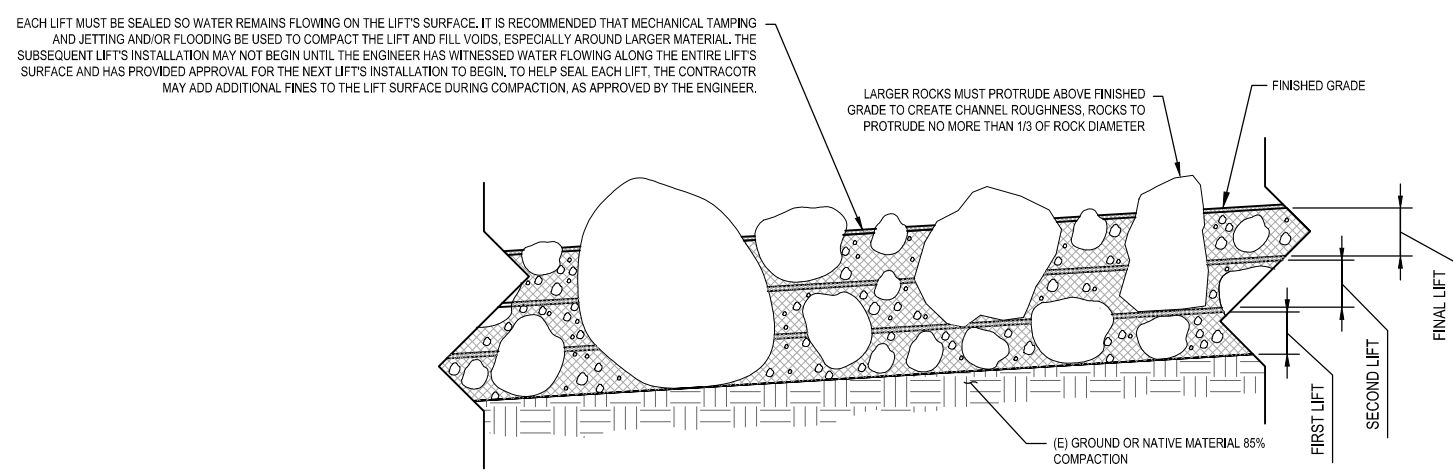 EACH LIFT MUST BE SEALED SO WATER REMAINS FLOWING ON THE LIFT'S SURFACE. IT IS RECOMMENDED THAT MECHANICAL TAMPING
AND JETTING AND/OR FLOODING BE USED TO COMPACT THE LIFT AND FILL VOIDS, ESPECIALLY AROUND LARGER MATERIAL. THE
SUBSEQUENT LIFT'S INSTALLATION MAY NOT BEGIN UNTIL THE ENGINEER HAS WITNESSED WATER FLOWING ALONG THE ENTIRE LIFT'S
SURFACE AND HAS PROVIDED APPROVAL FOR THE NEXT LIFT'S INSTALLATION TO BEGIN. TO HELP SEAL EACH LIFT, THE CONTRACOTR
MAY ADD ADDITIONAL FINES TO THE LIFT SURFACE DURING COMPACTION, AS APPROVED BY THE ENGINEER.
LARGER ROCKS MUST PROTRUDE ABOVE FINISHED
GRADE TO CREATE CHANNEL ROUGHNESS, ROCKS TO
PROTRUDE NO MORE THAN 1/3 OF ROCK DIAMETER
FINISHED GRADE
(E) GROUND OR NATIVE MATERIAL 85%
COMPACTION
FIRST LIFT
SECOND LIFT
FINAL LIFT